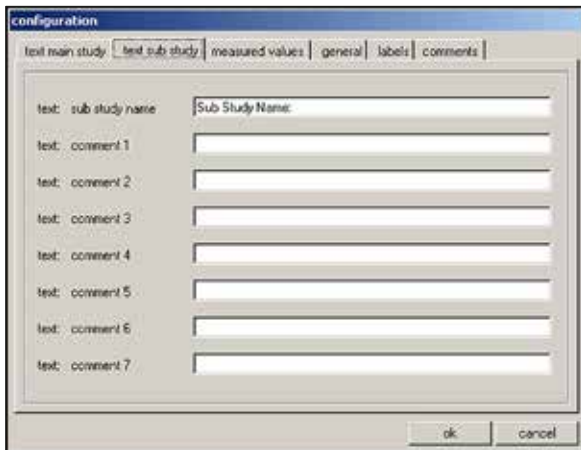 configuration
text main study text sub study measured values general labels comments
text: sub study name Sub Study Name:
text: comment 1
text: comment 2
text: comment 3
text: comment 4
text: comment 5
text: comment 6
text: comment 7
ok cancel